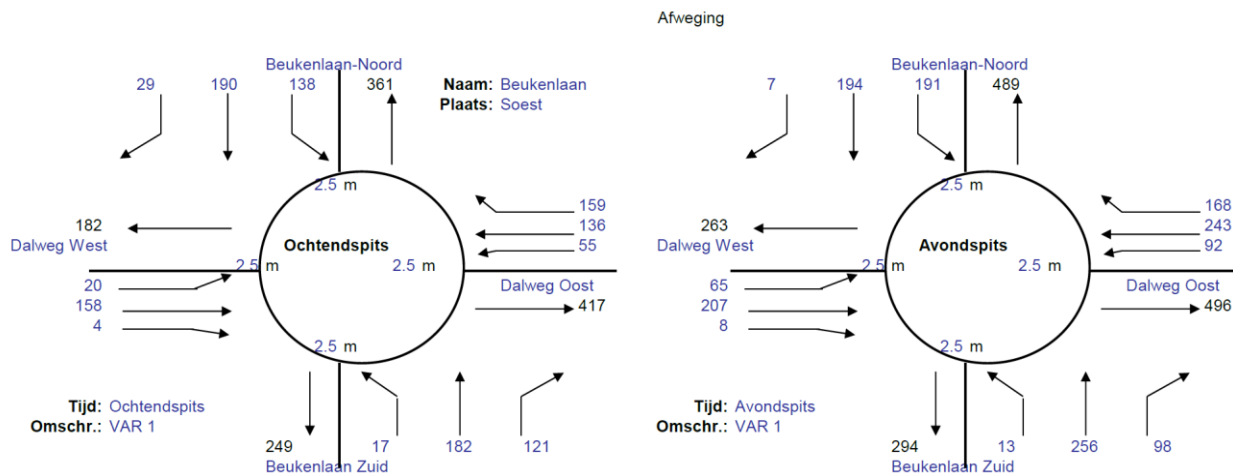 Afweging
Beukenlaan-Noord
29 190 138 361
Naam: Beukenlaan
Plaats: Soest
2.5 m
159
136
55
182
Dalweg West
Ochtendspits
2.5 m
2.5 m
Dalweg Oost
417
20
158
4
2.5 m
Tijd: Ochtendspits
Omschr.: VAR 1
249 17 182 121
Beukenlaan Zuid
Beukenlaan-Noord
7 194 191 489
2.5 m
168
243
92
263
Dalweg West
Avondspits
2.5 m
2.5 m
Dalweg Oost
496
65
207
8
2.5 m
Tijd: Avondspits
Omschr.: VAR 1
294 13 256 98
Beukenlaan Zuid